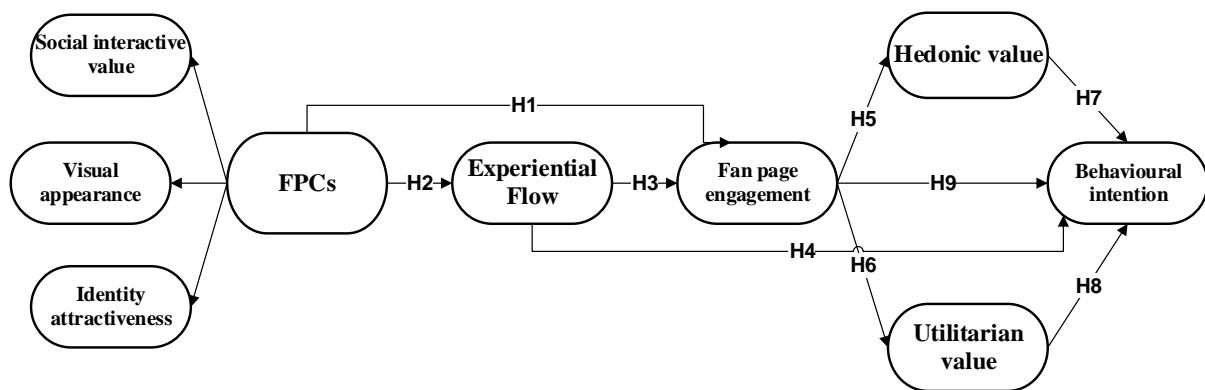 Social interactive
value
Hedonic value
H1
H7
H5
Visual
appearance
FPCs
H2
Experiential
Flow
H3
Fan page
engagement
H9
Behavioural
intention
H4
H6
Identity
attractiveness
H8
Utilitarian
value